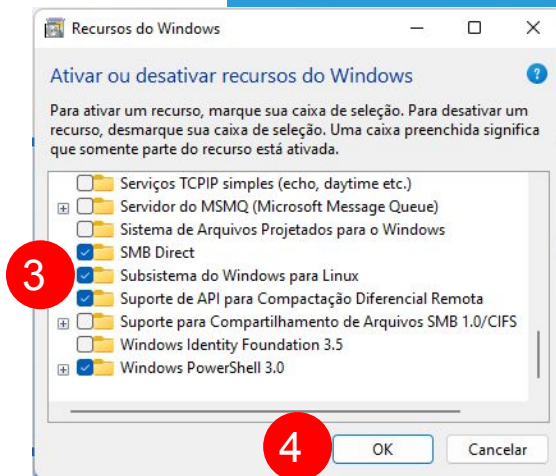 Recursos do Windows
Ativar ou desativar recursos do Windows
?
Para ativar um recurso, marque sua caixa de seleção. Para desativar um
recurso, desmarque sua caixa de seleção. Uma caixa preenchida significa
que somente parte do recurso está ativada.
Serviços TCPIP simples (echo, daytime etc.)
Servidor do MSMQ (Microsoft Message Queue)
Sistema de Arquivos Projetados para o Windows
SMB Direct
3
Subsistema do Windows para Linux
Suporte de API para Compactação Diferencial Remota
Suporte para Compartilhamento de Arquivos SMB 1.0/CIFS
Windows Identity Foundation 3.5
Windows PowerShell 3.0
4
OK
Cancelar